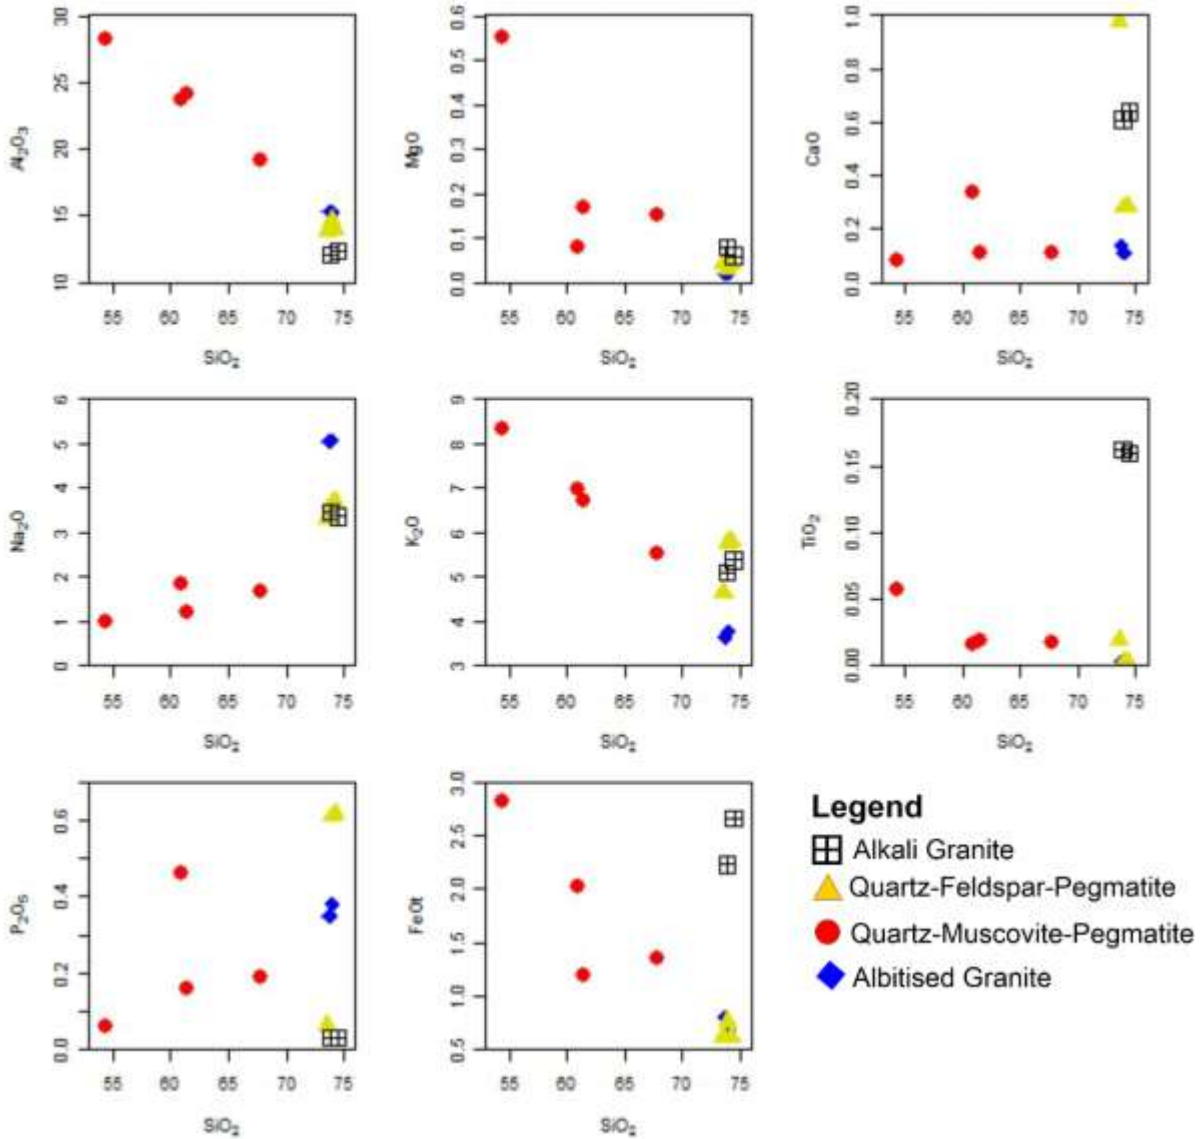 Al₂O₃
10 15 20 25 30
55 60 65 70 75
SiO₂
MgO
0.0 0.1 0.2 0.3 0.4 0.5 0.6
55 60 65 70 75
SiO₂
CaO
0.0 0.2 0.4 0.6 0.8 1.0
55 60 65 70 75
SiO₂
Na₂O
0 1 2 3 4 5 6
55 60 65 70 75
SiO₂
K₂O
3 4 5 6 7 8 9
55 60 65 70 75
SiO₂
TiO₂
0.00 0.05 0.10 0.15 0.20
55 60 65 70 75
SiO₂
P₂O₅
0.0 0.2 0.4 0.6
55 60 65 70 75
SiO₂
FeOt
0.5 1.0 1.5 2.0 2.5 3.0
55 60 65 70 75
SiO₂
Legend
Alkali Granite
Quartz-Feldspar-Pegmatite
Quartz-Muscovite-Pegmatite
Albitised Granite